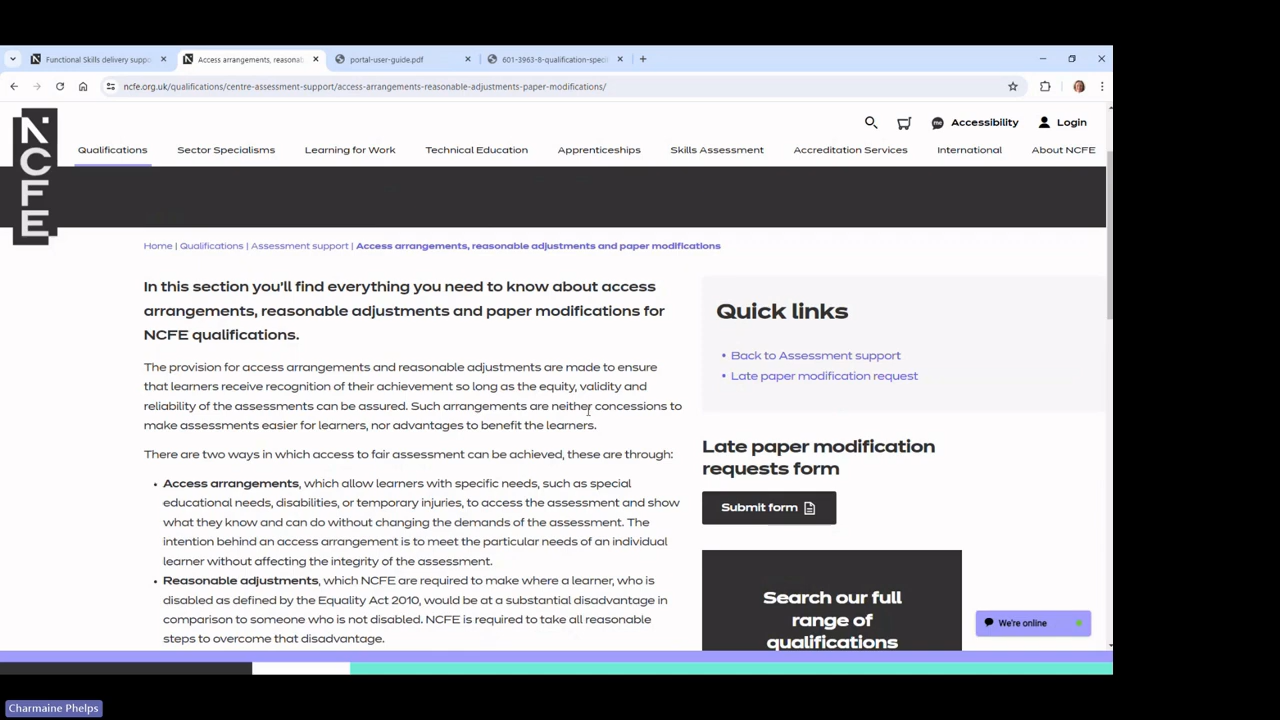 Functional Skills delivery suppo
Access arrangements, reasonab
portal-user-guide.pdf
601-3963-8-qualification-speci
ncfe.org.uk/qualifications/centre-assessment-support/access-arrangements-reasonable-adjustments-paper-modifications/
NCFE
me Accessibility
Login
Qualifications
Sector Specialisms
Learning for Work
Technical Education
Apprenticeships
Skills Assessment
Accreditation Services
International
About NCFE
Home | Qualifications | Assessment support | Access arrangements, reasonable adjustments and paper modifications
In this section you'll find everything you need to know about access
arrangements, reasonable adjustments and paper modifications for
NCFE qualifications.
The provision for access arrangements and reasonable adjustments are made to ensure
that learners receive recognition of their achievement so long as the equity, validity and
reliability of the assessments can be assured. Such arrangements are neither concessions to
make assessments easier for learners, nor advantages to benefit the learners.
There are two ways in which access to fair assessment can be achieved, these are through:
• Access arrangements, which allow learners with specific needs, such as special
educational needs, disabilities, or temporary injuries, to access the assessment and show
what they know and can do without changing the demands of the assessment. The
intention behind an access arrangement is to meet the particular needs of an individual
learner without affecting the integrity of the assessment.
• Reasonable adjustments, which NCFE are required to make where a learner, who is
disabled as defined by the Equality Act 2010, would be at a substantial disadvantage in
comparison to someone who is not disabled. NCFE is required to take all reasonable
steps to overcome that disadvantage.
Quick links
• Back to Assessment support
• Late paper modification request
Late paper modification
requests form
Submit form
Search our full
range of
qualifications
We're online
Charmaine Phelps